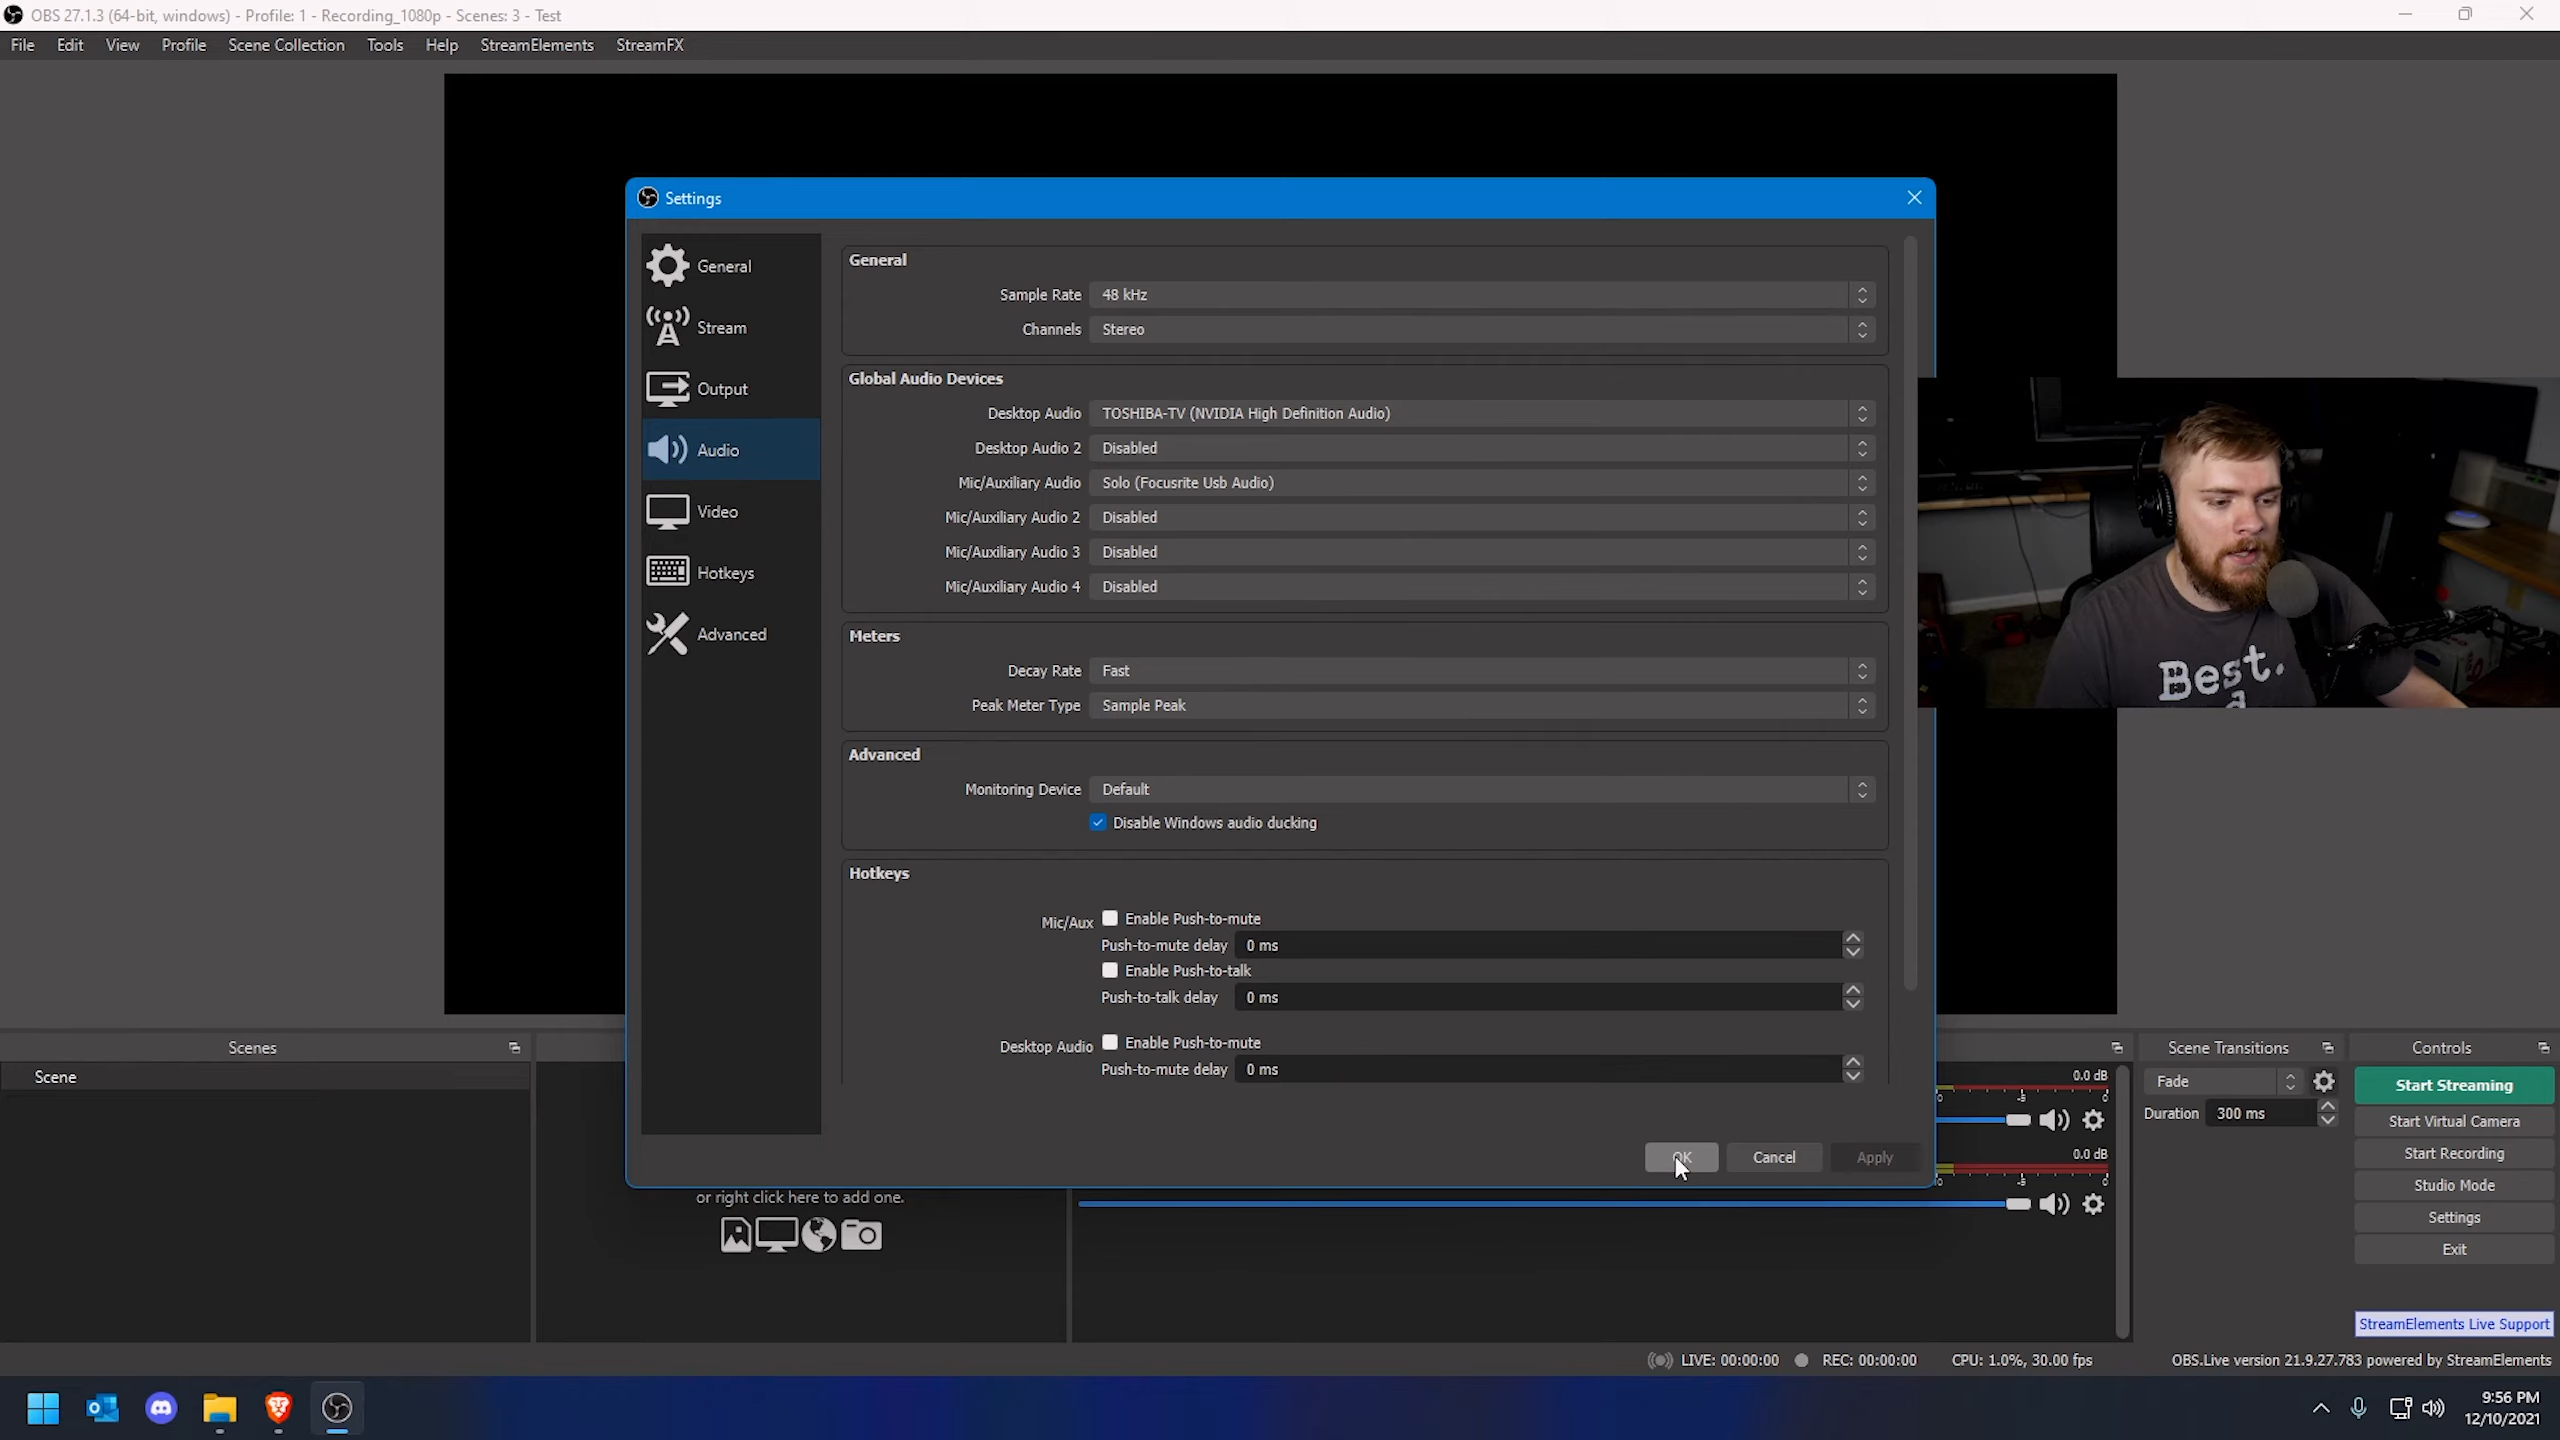 OBS 27.1.3 (64-bit, windows) - Profile: 1 - Recording_1080p - Scenes: 3 - Test
File Edit View Profile Scene Collection Tools Help StreamElements StreamFX
Settings
General
Stream
Output
Audio
Video
Hotkeys
Advanced
General
Sample Rate 48 kHz
Channels Stereo
Global Audio Devices
Desktop Audio TOSHIBA-TV (NVIDIA High Definition Audio)
Desktop Audio 2 Disabled
Mic/Auxiliary Audio Solo (Focusrite Usb Audio)
Mic/Auxiliary Audio 2 Disabled
Mic/Auxiliary Audio 3 Disabled
Mic/Auxiliary Audio 4 Disabled
Meters
Decay Rate Fast
Peak Meter Type Sample Peak
Advanced
Monitoring Device Default
Disable Windows audio ducking
Hotkeys
Mic/Aux Enable Push-to-mute
Push-to-mute delay 0 ms
Enable Push-to-talk
Push-to-talk delay 0 ms
Desktop Audio Enable Push-to-mute
Push-to-mute delay 0 ms
OK Cancel Apply
Best.
Scenes
Scene
or right click here to add one.
0.0 dB
-5 0
0.0 dB
-5 0
Scene Transitions
Fade
Duration 300 ms
Controls
Start Streaming
Start Virtual Camera
Start Recording
Studio Mode
Settings
Exit
StreamElements Live Support
LIVE: 00:00:00 REC: 00:00:00 CPU: 1.0%, 30.00 fps OBS.Live version 21.9.27.783 powered by StreamElements
9:56 PM
12/10/2021